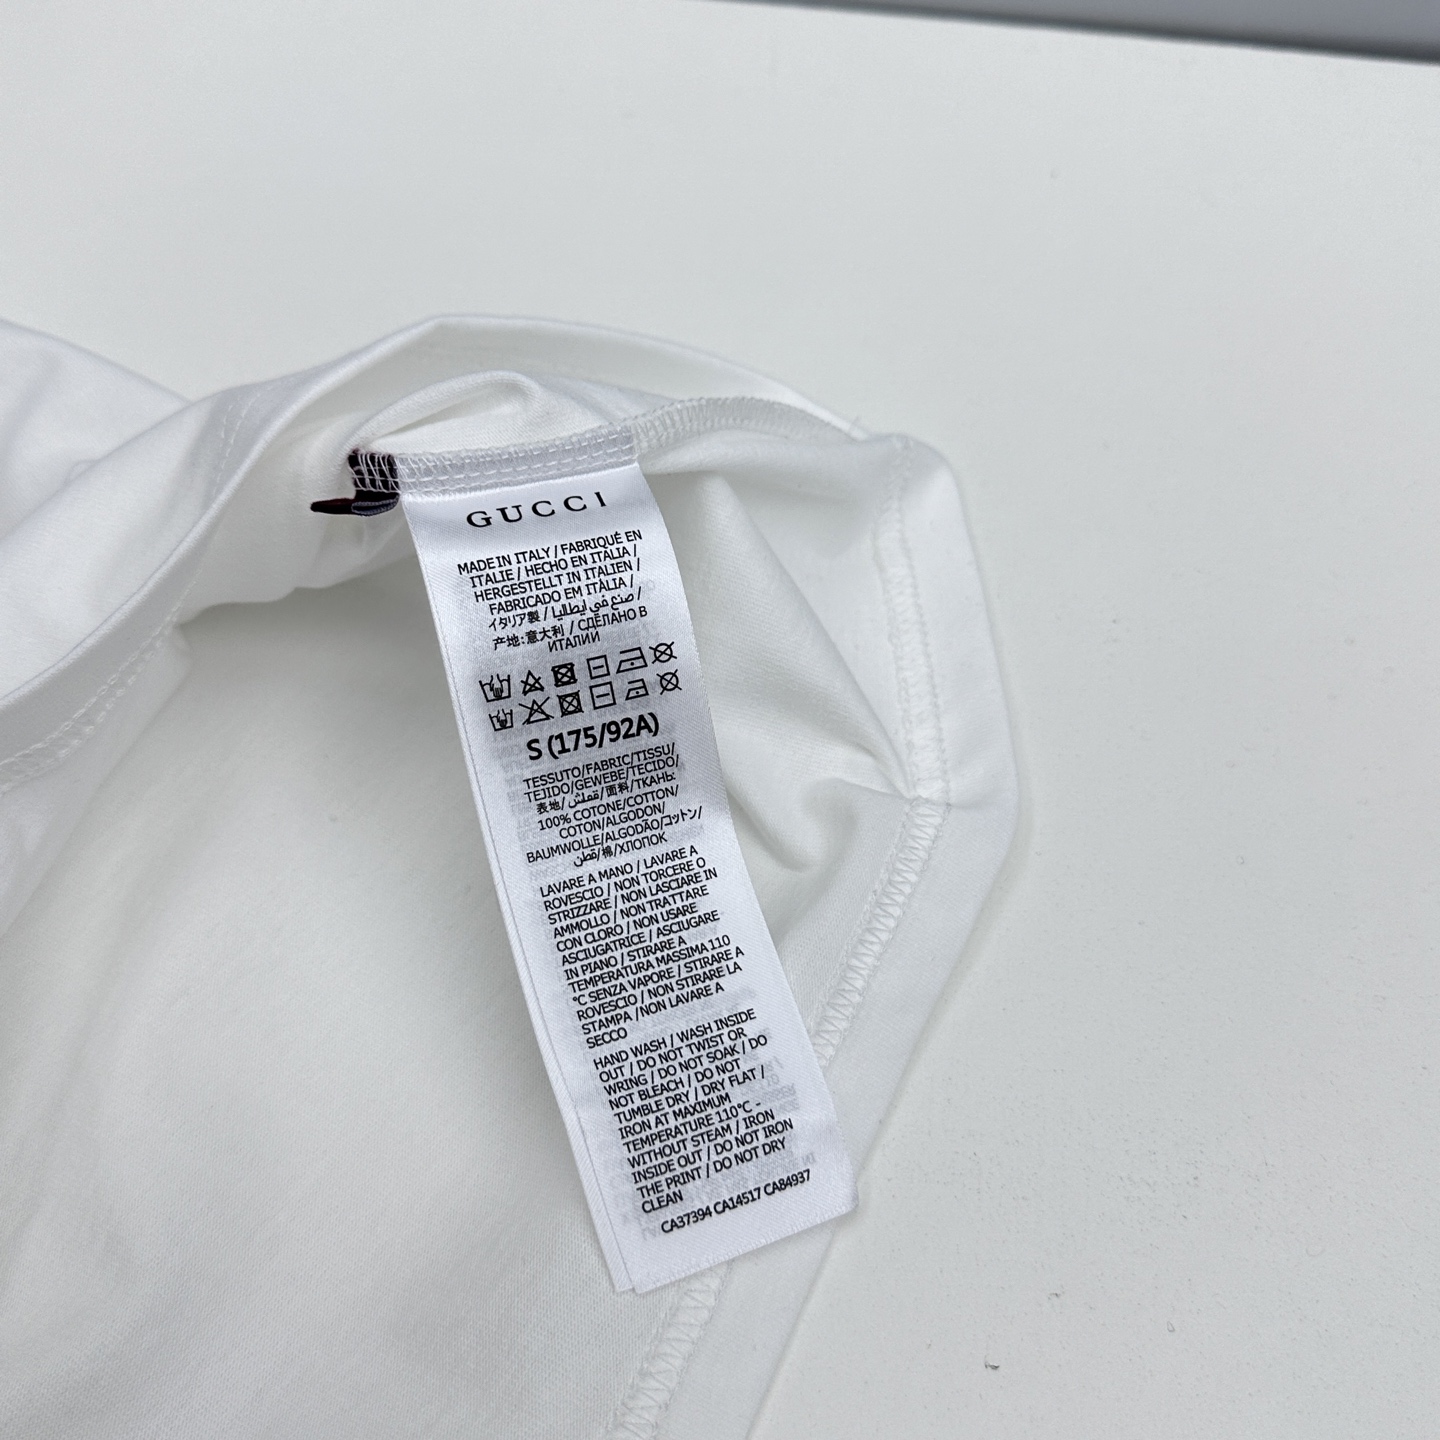 GUCCI
MADE IN ITALY / FABRIQUÉ EN
ITALIE / HECHO EN ITALIA /
HERGESTELLT IN ITALIEN /
FABRICADO EM ITÁLIA /
イタリア製 / صنع في إيطاليا /
产地:意大利 / СДЕЛАНО В
ИТАЛИИ
S (175/92A)
TESSUTO/FABRIC/TISSU/
TEJIDO/GEWEBE/TECIDO/
表地/قماش/面料/ТКАНЬ:
100% COTONE/COTTON/
COTON/ALGODON/
BAUMWOLLE/ALGODÃO/コットン/
قطن/棉/ХЛОПОК
LAVARE A MANO / LAVARE A
ROVESCIO / NON TORCERE O
STRIZZARE / NON LASCIARE IN
AMMOLLO / NON TRATTARE
CON CLORO / NON USARE
ASCIUGATRICE / ASCIUGARE
IN PIANO / STIRARE A
TEMPERATURA MASSIMA 110
°C SENZA VAPORE / STIRARE A
ROVESCIO / NON STIRARE LA
STAMPA /NON LAVARE A
SECCO
HAND WASH / WASH INSIDE
OUT / DO NOT TWIST OR
WRING / DO NOT SOAK / DO
NOT BLEACH / DO NOT
TUMBLE DRY / DRY FLAT /
IRON AT MAXIMUM
TEMPERATURE 110°C -
WITHOUT STEAM / IRON
INSIDE OUT / DO NOT IRON
THE PRINT / DO NOT DRY
CLEAN
CA37394 CA14517 CA84937